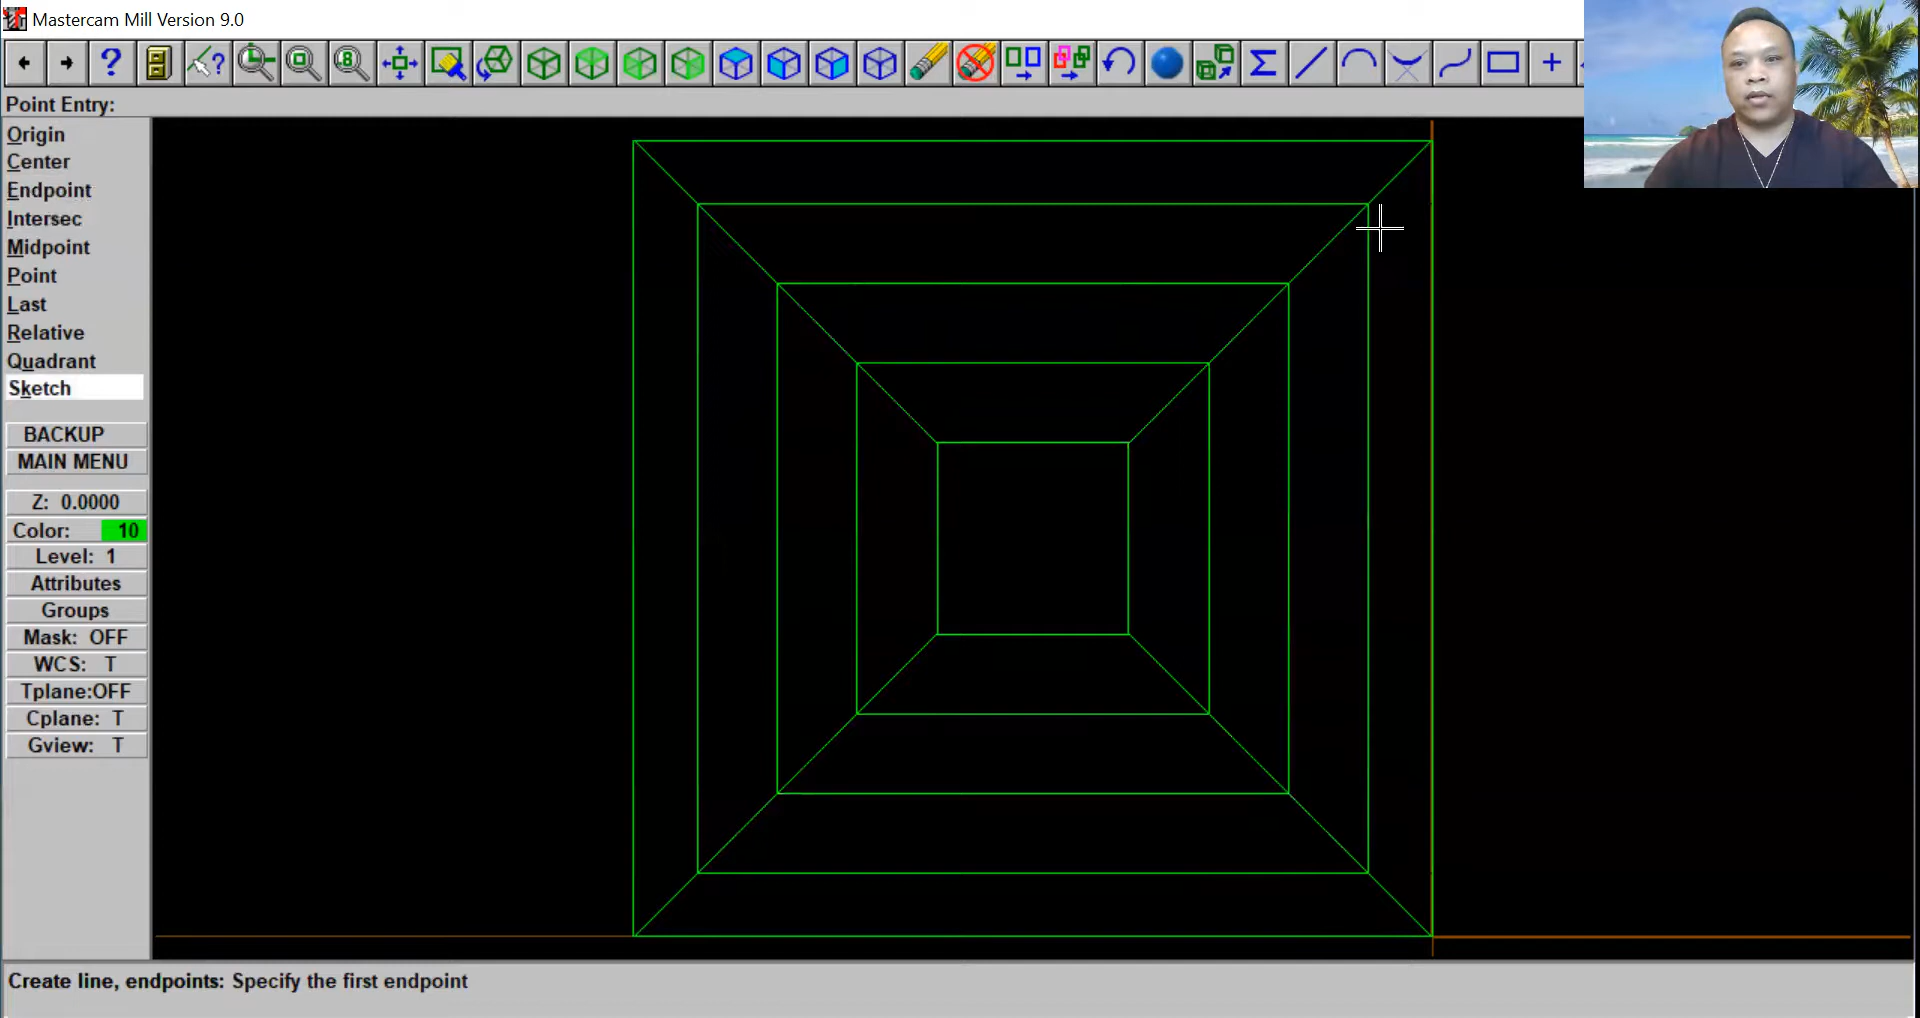 Mastercam Mill Version 9.0
Point Entry:
Origin
Center
Endpoint
Intersec
Midpoint
Point
Last
Relative
Quadrant
Sketch
BACKUP
MAIN MENU
Z: 0.0000
Color: 10
Level: 1
Attributes
Groups
Mask: OFF
WCS: T
Tplane:OFF
Cplane: T
Gview: T
Create line, endpoints: Specify the first endpoint